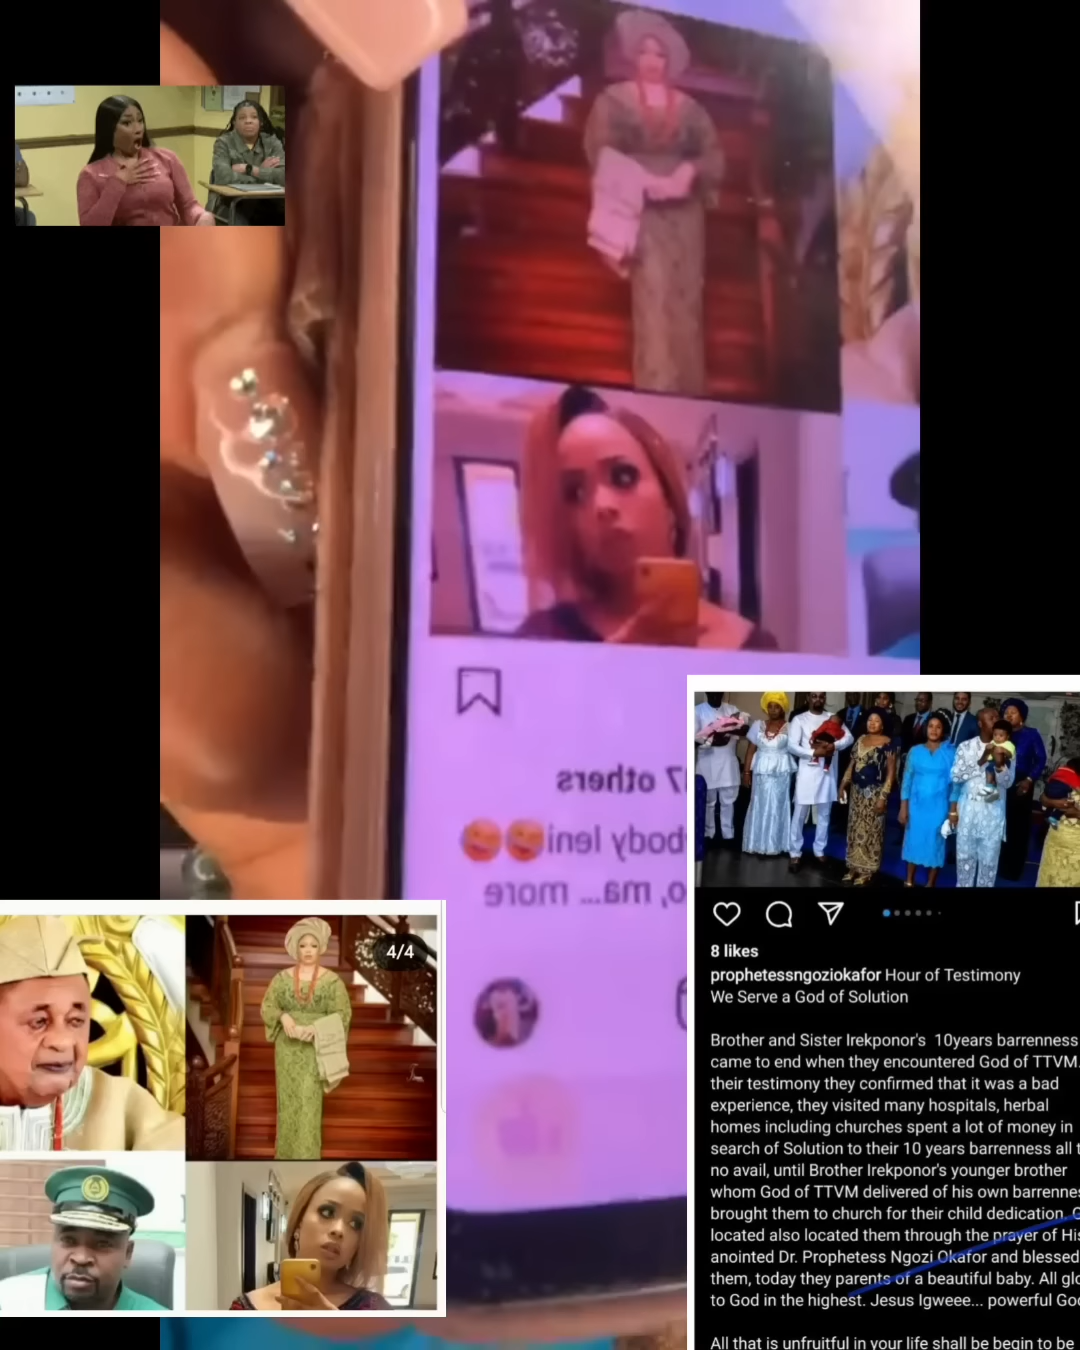 7 others
body leni😅😅
o, ma... more
4/4
8 likes
prophetessngoziokafor Hour of Testimony
We Serve a God of Solution
Brother and Sister Irekponor's 10years barrenness
came to end when they encountered God of TTVM.
their testimony they confirmed that it was a bad
experience, they visited many hospitals, herbal
homes including churches spent a lot of money in
search of Solution to their 10 years barrenness all
no avail, until Brother Irekponor's younger brother
whom God of TTVM delivered of his own
brought them to church for their child dedication.
located also located them through the prayer of
anointed Dr. Prophetess Ngozi Okafor and blessed
them, today they parents of a beautiful baby. All
to God in the highest. Jesus Igweee... powerful
All that is unfruitful in your life shall be begin to be